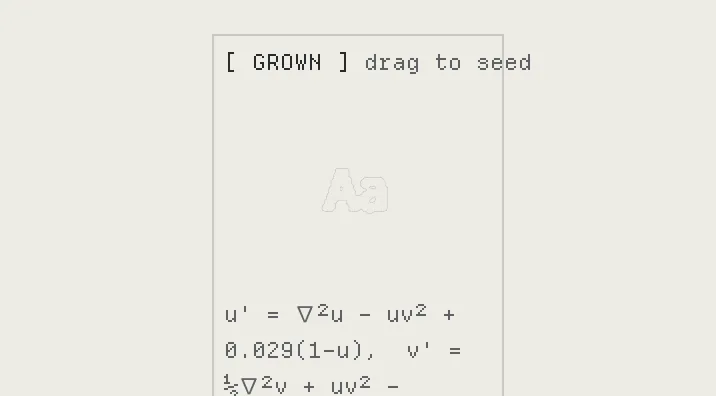 [ GROWN ] drag to seed
Aa
u' = ∇²u − uv² +
0.029(1−u),  v' =
½∇²v + uv² −